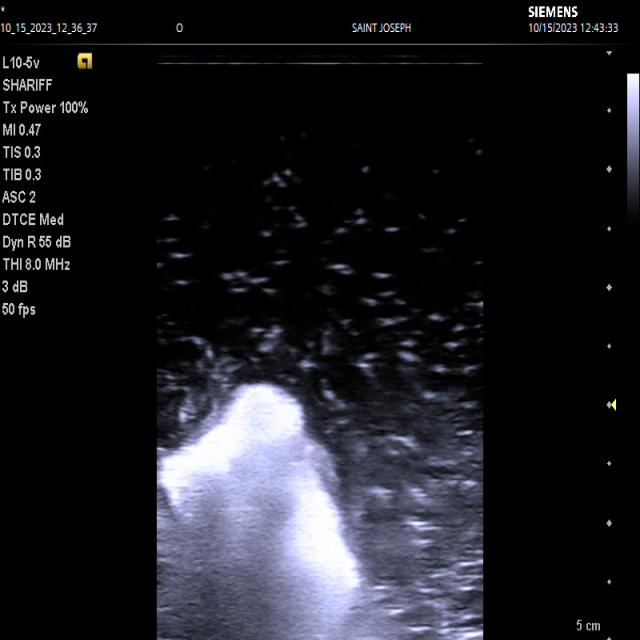 SIEMENS
10_15_2023_12_36_37 O SAINT JOSEPH 10/15/2023 12:43:33
L10-5v
SHARIFF
Tx Power 100%
MI 0.47
TIS 0.3
TIB 0.3
ASC 2
DTCE Med
Dyn R 55 dB
THI 8.0 MHz
3 dB
50 fps
5 cm